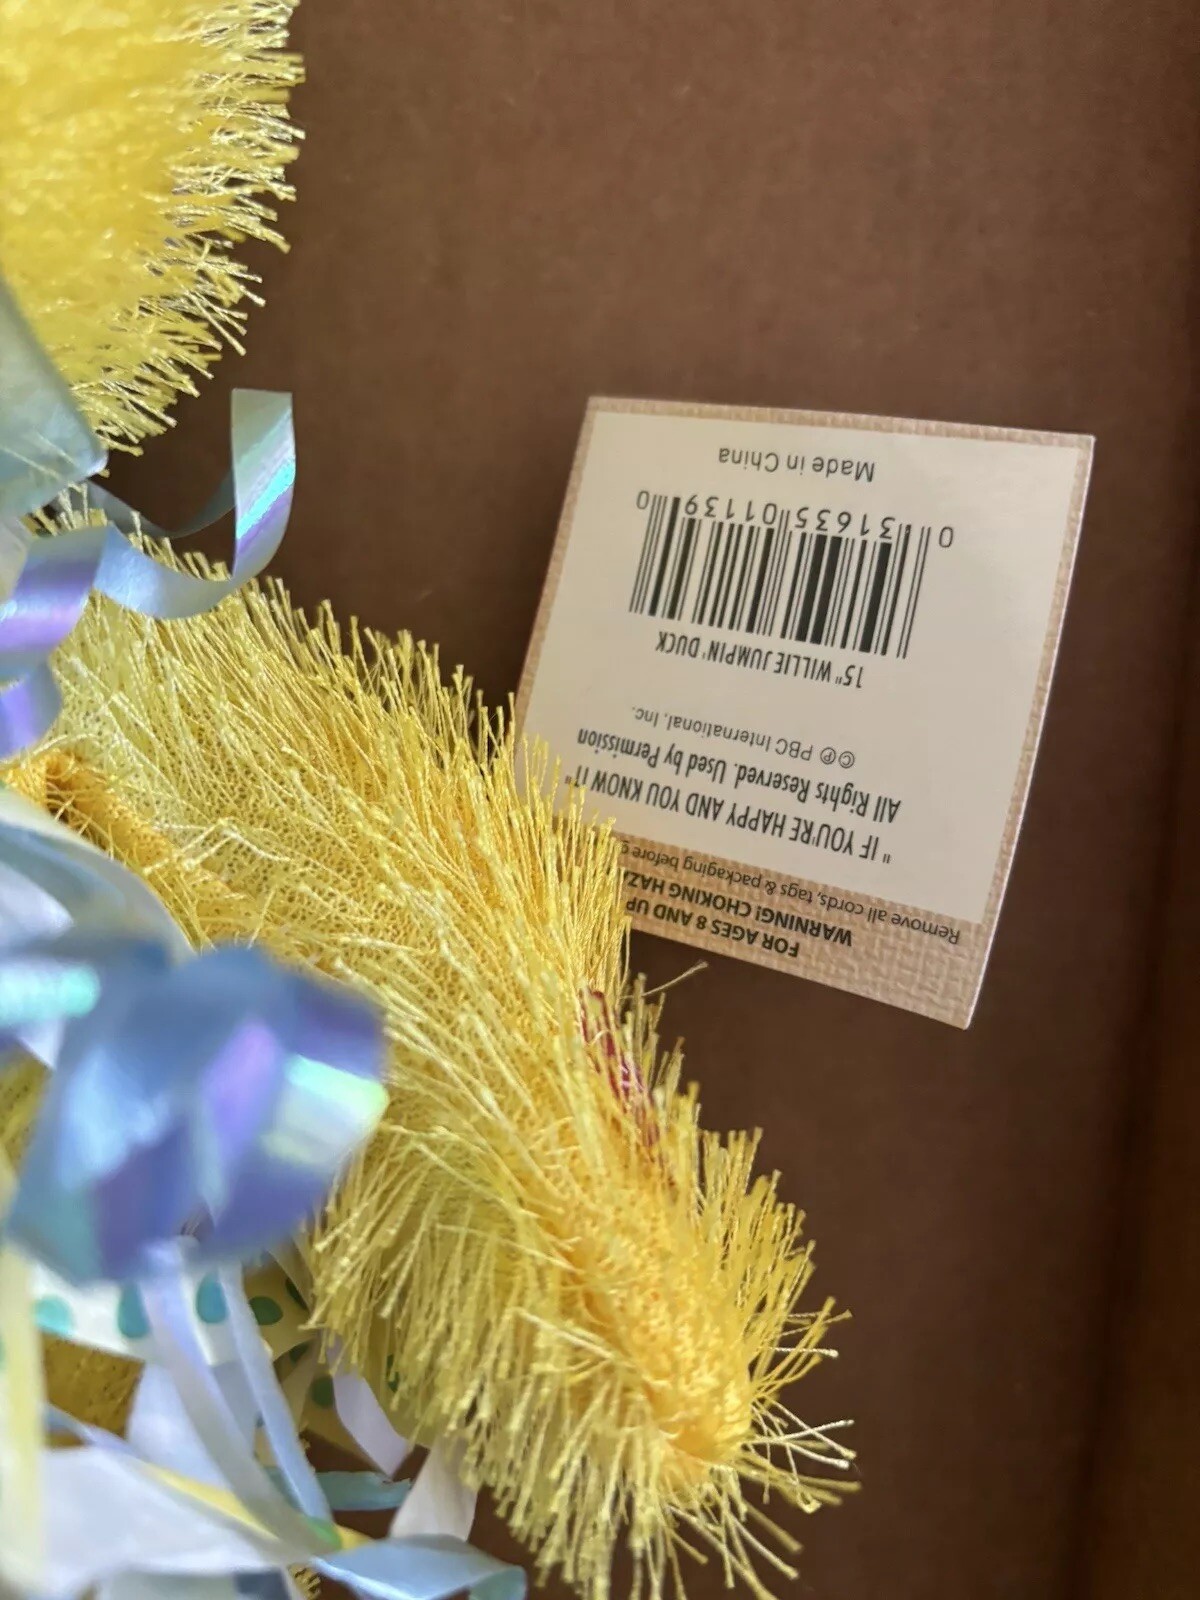 FOR AGES 8 AND UP
WARNING! CHOKING
Remove all cords, tags & packaging before
" IF YOU'RE HAPPY AND YOU KNOW IT "
All Rights Reserved. Used by Permission
©℗ PBC International, Inc.
15" WILLIE JUMPIN' DUCK
0 31635 01139 0
Made in China